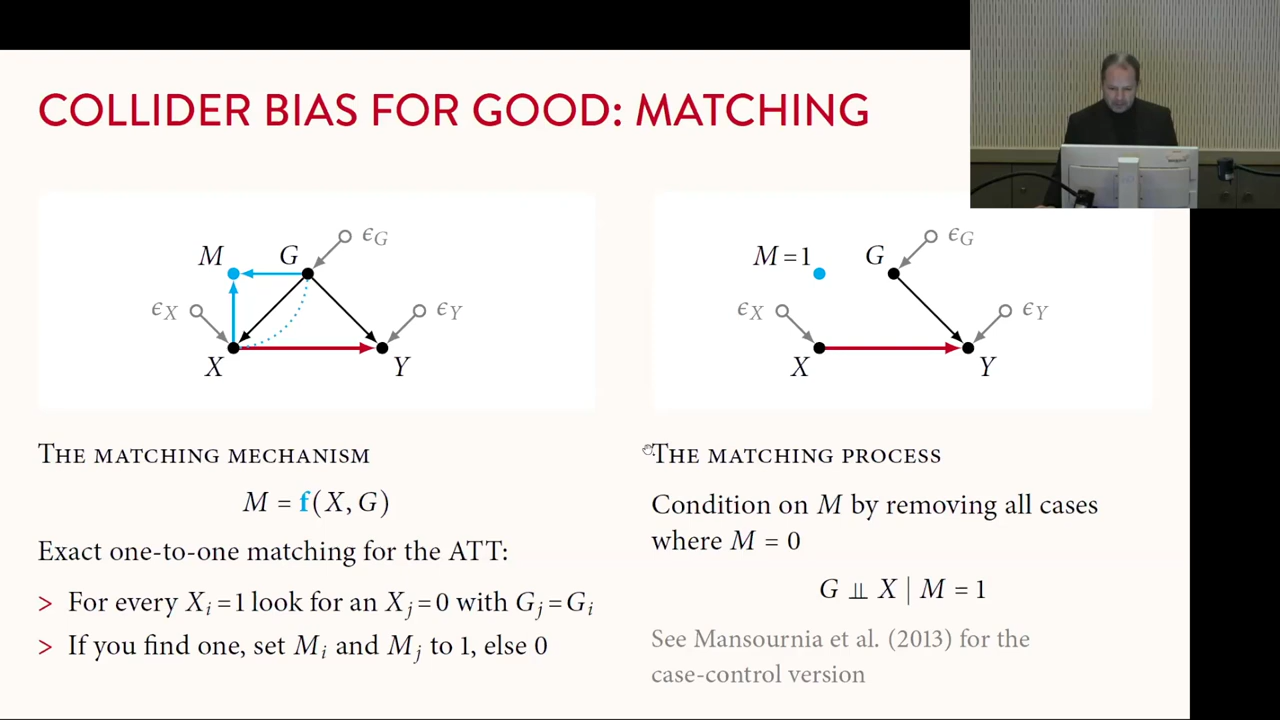 COLLIDER BIAS FOR GOOD: MATCHING
M G ϵG
ϵX ϵY
X Y
M=1 G ϵG
ϵX ϵY
X Y
THE MATCHING MECHANISM
M = f(X, G)
Exact one-to-one matching for the ATT:
> For every Xi=1 look for an Xj=0 with Gj=Gi
> If you find one, set Mi and Mj to 1, else 0
THE MATCHING PROCESS
Condition on M by removing all cases
where M = 0
G ⫫ X | M = 1
See Mansournia et al. (2013) for the
case-control version